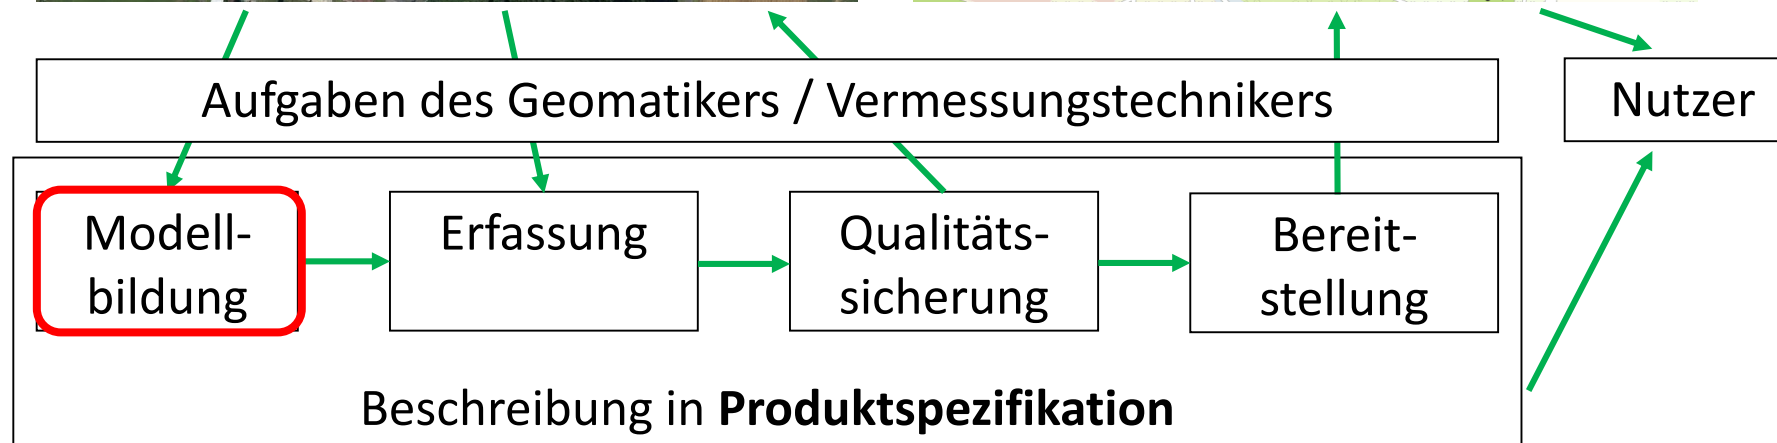 Aufgaben des Geomatikers / Vermessungstechnikers
Nutzer
Modell-
bildung
Erfassung
Qualitäts-
sicherung
Bereit-
stellung
Beschreibung in Produktspezifikation